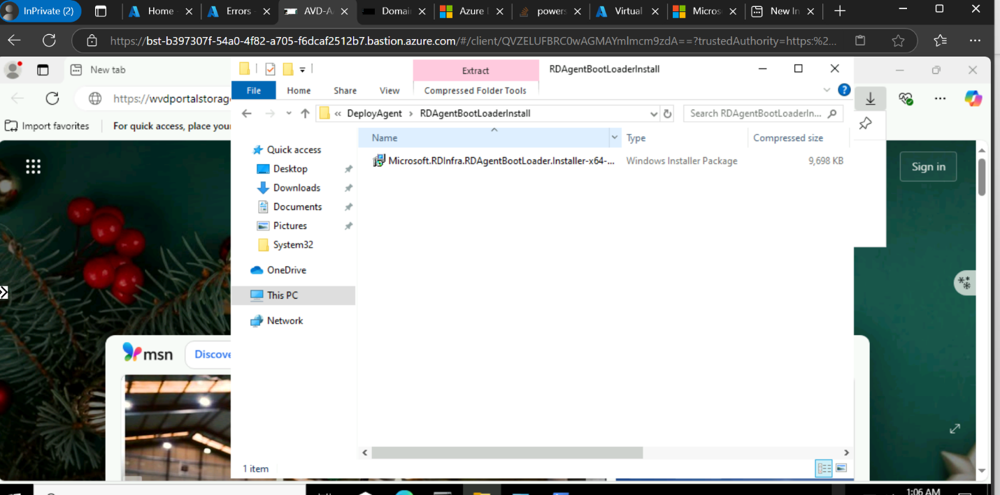 InPrivate (2)
Home
Errors -
AVD-A
Domai
Azure
powers
Virtual
Micros
New In
https://bst-b397307f-54a0-4f82-a705-f6dcaf2512b7.bastion.azure.com/#/client/QVZELUFBRC0wAGMAYmlmcm9zdA==?trustedAuthority=https:%2...
New tab
Extract
RDAgentBootLoaderInstall
File
Home
Share
View
Compressed Folder Tools
https://wvdportalstorag
« DeployAgent › RDAgentBootLoaderInstall
Search RDAgentBootLoaderIn...
Import favorites
For quick access, place you
Name
Type
Compressed size
Microsoft.RDInfra.RDAgentBootLoader.Installer-x64-...
Windows Installer Package
9,698 KB
Quick access
Desktop
Downloads
Documents
Pictures
System32
OneDrive
This PC
Network
Sign in
msn
Discove
1 item
1:06 AM